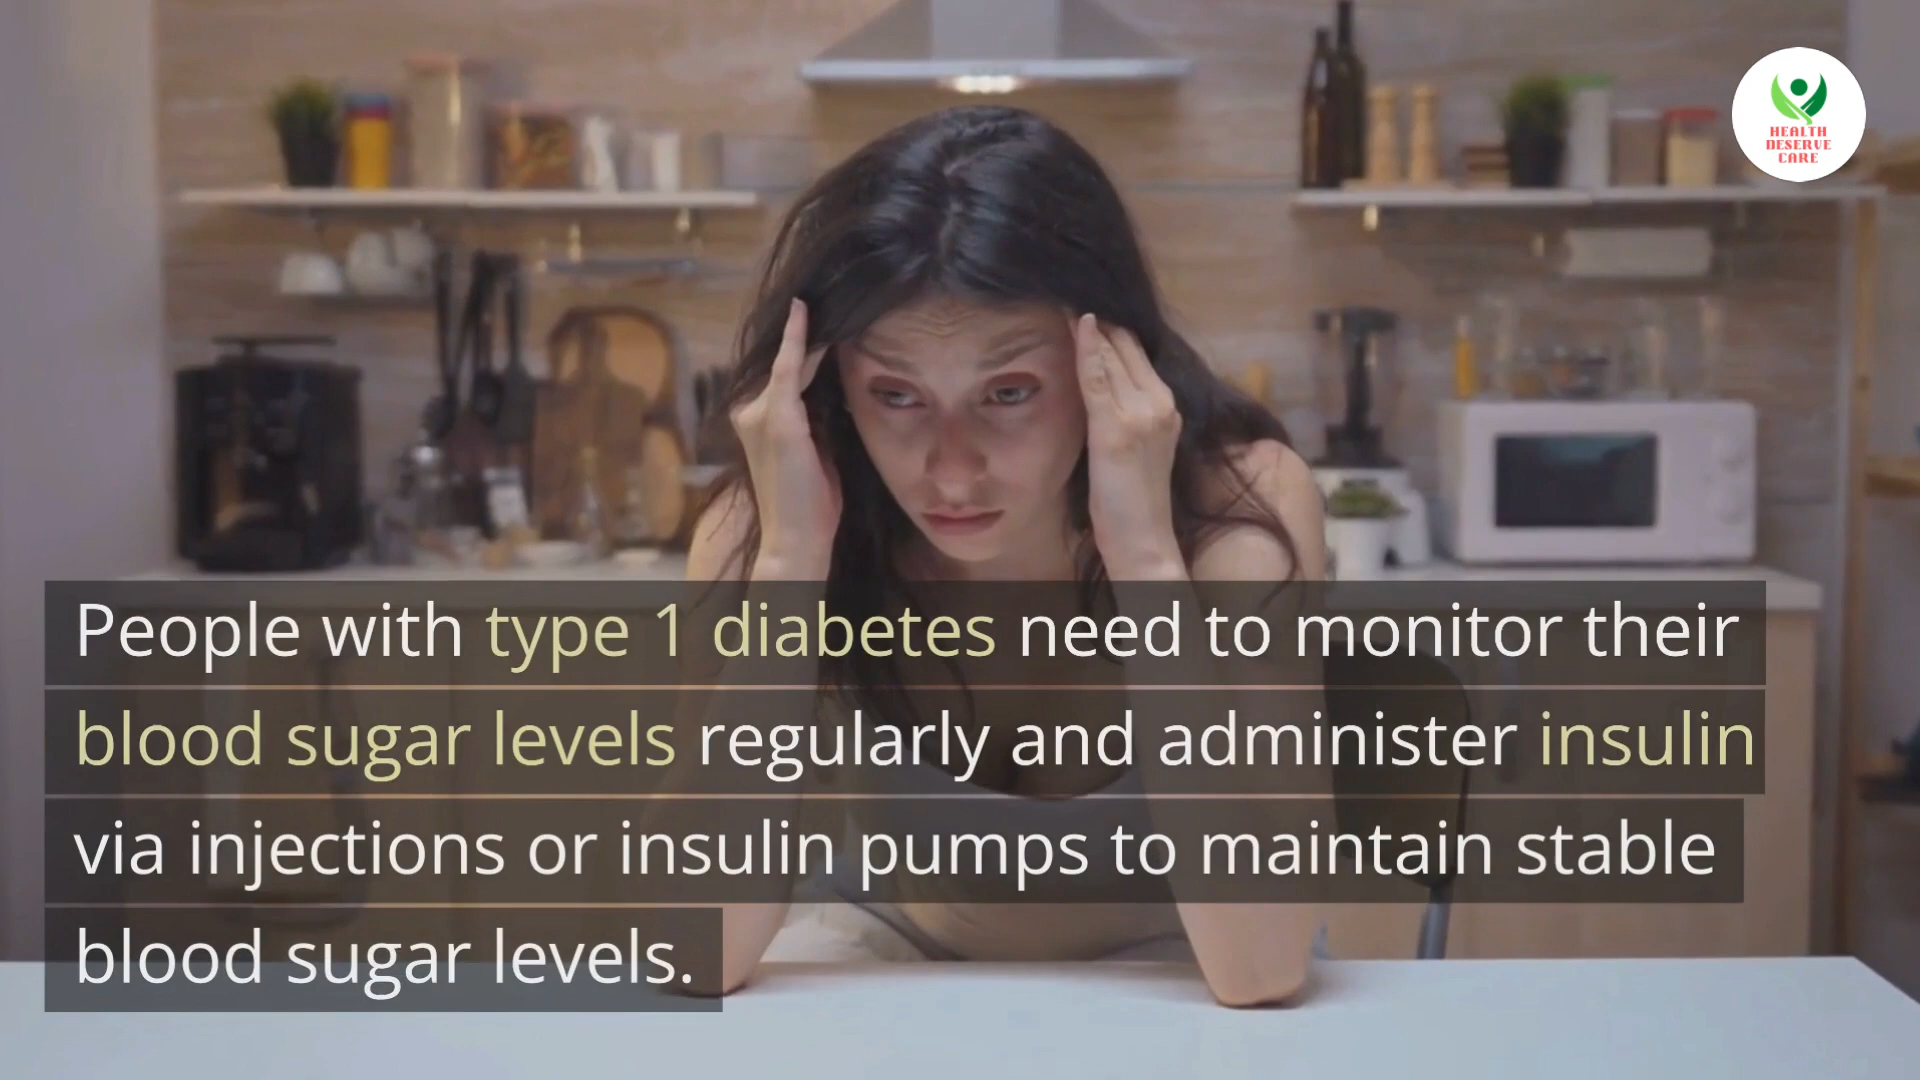 HEALTH
DESERVE
CARE
People with type 1 diabetes need to monitor their
blood sugar levels regularly and administer insulin
via injections or insulin pumps to maintain stable
blood sugar levels.